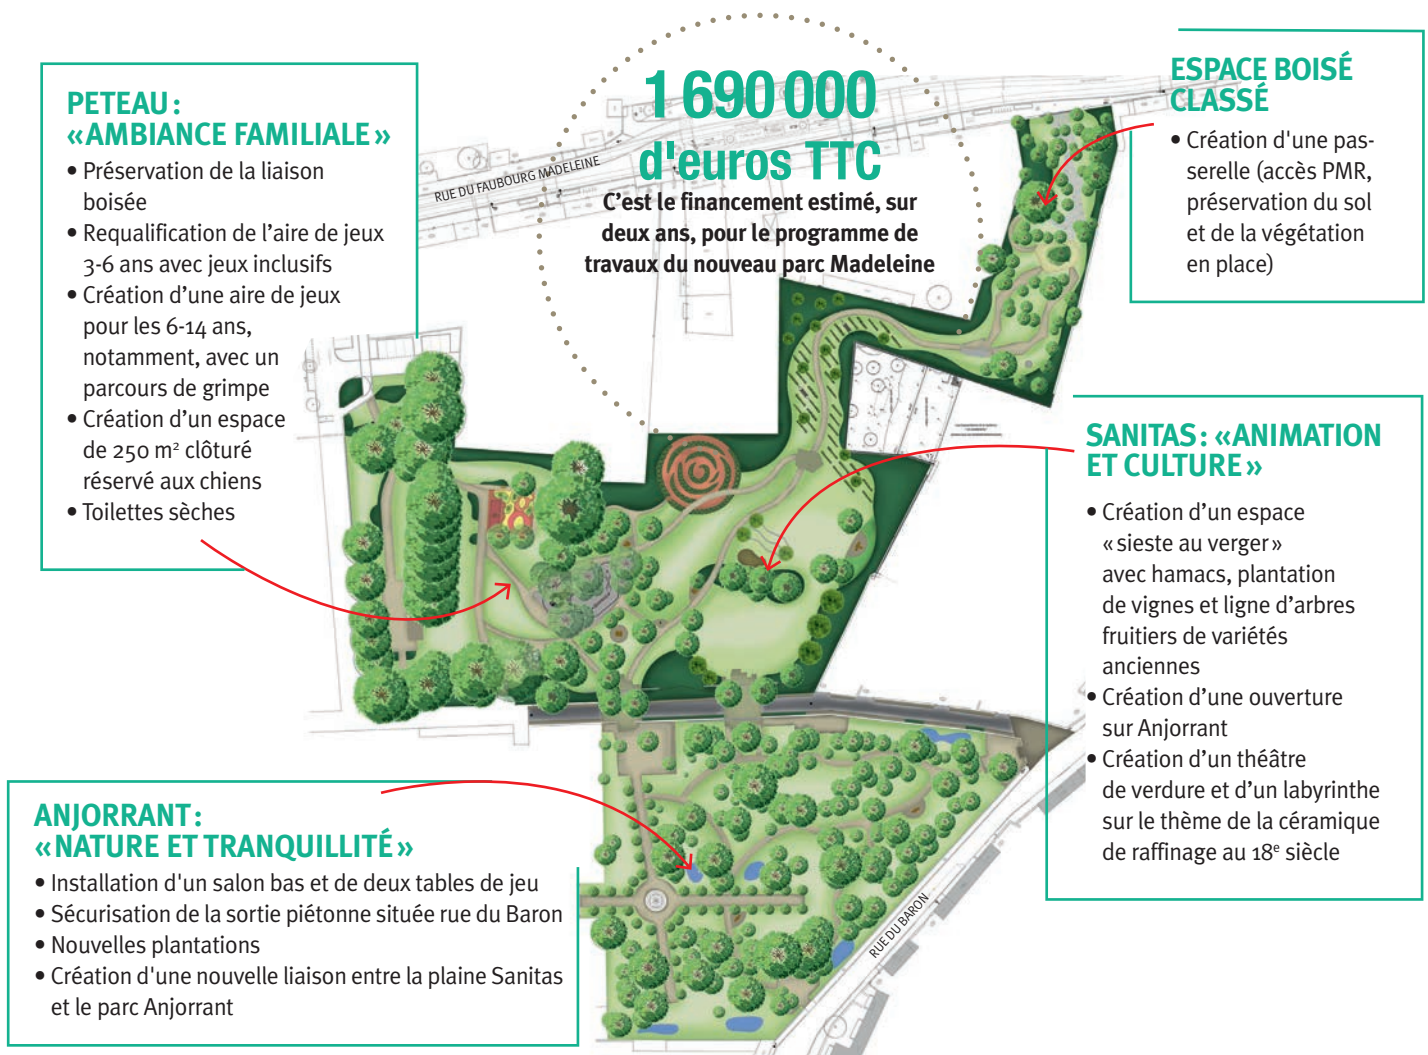 PETEAU :
« AMBIANCE FAMILIALE »
• Préservation de la liaison
boisée
• Requalification de l’aire de jeux
3-6 ans avec jeux inclusifs
• Création d’une aire de jeux
pour les 6-14 ans,
notamment, avec un
parcours de grimpe
• Création d’un espace
de 250 m² clôturé
réservé aux chiens
• Toilettes sèches
RUE DU FAUBOURG MADELEINE
1 690 000
d'euros TTC
C’est le financement estimé, sur
deux ans, pour le programme de
travaux du nouveau parc Madeleine
ESPACE BOISÉ
CLASSÉ
• Création d'une pas-
serelle (accès PMR,
préservation du sol
et de la végétation
en place)
SANITAS : « ANIMATION
ET CULTURE »
• Création d’un espace
« sieste au verger »
avec hamacs, plantation
de vignes et ligne d’arbres
fruitiers de variétés
anciennes
• Création d’une ouverture
sur Anjorrant
• Création d’un théâtre
de verdure et d’un labyrinthe
sur le thème de la céramique
de raffinage au 18e siècle
ANJORRANT :
« NATURE ET TRANQUILLITÉ »
• Installation d'un salon bas et de deux tables de jeu
• Sécurisation de la sortie piétonne située rue du Baron
• Nouvelles plantations
• Création d'une nouvelle liaison entre la plaine Sanitas
et le parc Anjorrant
RUE DU BARON